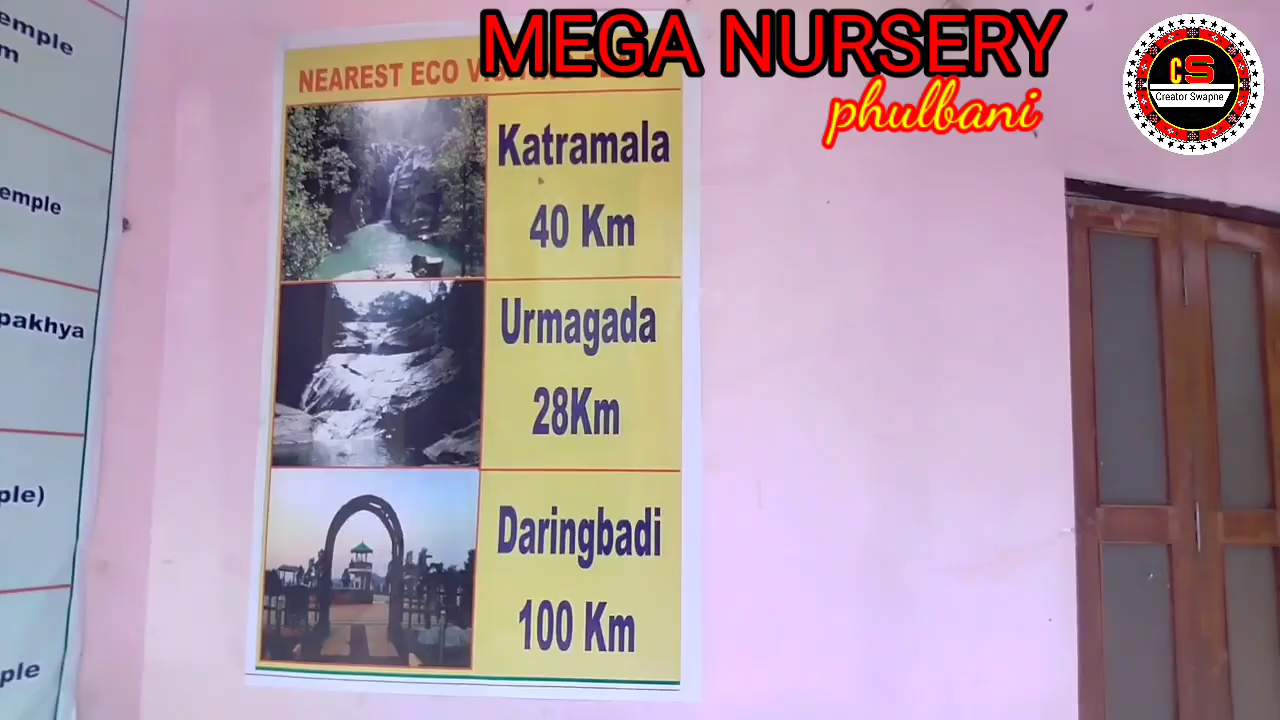 MEGA NURSERY
phulbani
CS
Creator Swapne
emple
m
emple
pakhya
ple)
ple
NEAREST ECO
Katramala
40 Km
Urmagada
28Km
Daringbadi
100 Km